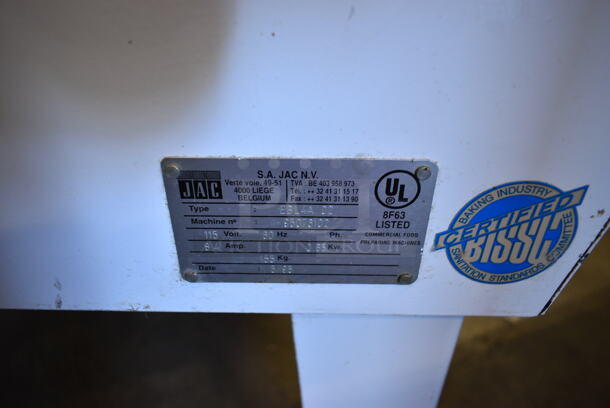 JAC
S.A. JAC N.V.
Verte voie, 49-51
4000 LIEGE
BELGIUM
TVA : BE 403 958 973
Tél. : ++ 32 41 31 15 17
Fax : ++ 32 41 31 13 90
UL
8F63
LISTED
COMMERCIAL FOOD
PREPARING MACHINES
Type :
Machine n° :
115 Volt. Hz Ph.
Amp. Kw.
Kg.
Date :
BAKING INDUSTRY
CERTIFIED
BISSC
SANITATION STANDARDS COMMITTEE